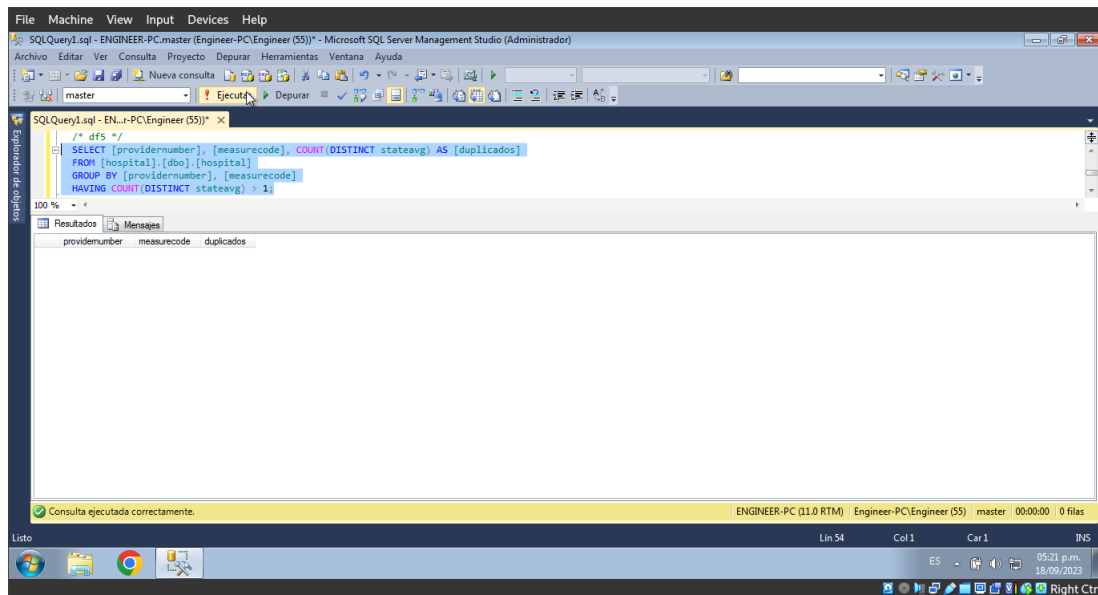 File Machine View Input Devices Help
SQLQuery1.sql - ENGINEER-PC.master (Engineer-PC\Engineer (55))* - Microsoft SQL Server Management Studio (Administrador)
Archivo Editar Ver Consulta Proyecto Depurar Herramientas Ventana Ayuda
Nueva consulta
master Ejecutar Depurar
SQLQuery1.sql - EN...r-PC\Engineer (55))* ×
Explorador de objetos
/* df5 */
SELECT [providernumber], [measurecode], COUNT(DISTINCT stateavg) AS [duplicados]
FROM [hospital].[dbo].[hospital]
GROUP BY [providernumber], [measurecode]
HAVING COUNT(DISTINCT stateavg) > 1;
100 %
Resultados Mensajes
providernumber measurecode duplicados
Consulta ejecutada correctamente. ENGINEER-PC (11.0 RTM) Engineer-PC\Engineer (55) master 00:00:00 0 filas
Listo Lín 54 Col 1 Car 1 INS
ES 05:21 p.m.
18/09/2023
Right Ctr